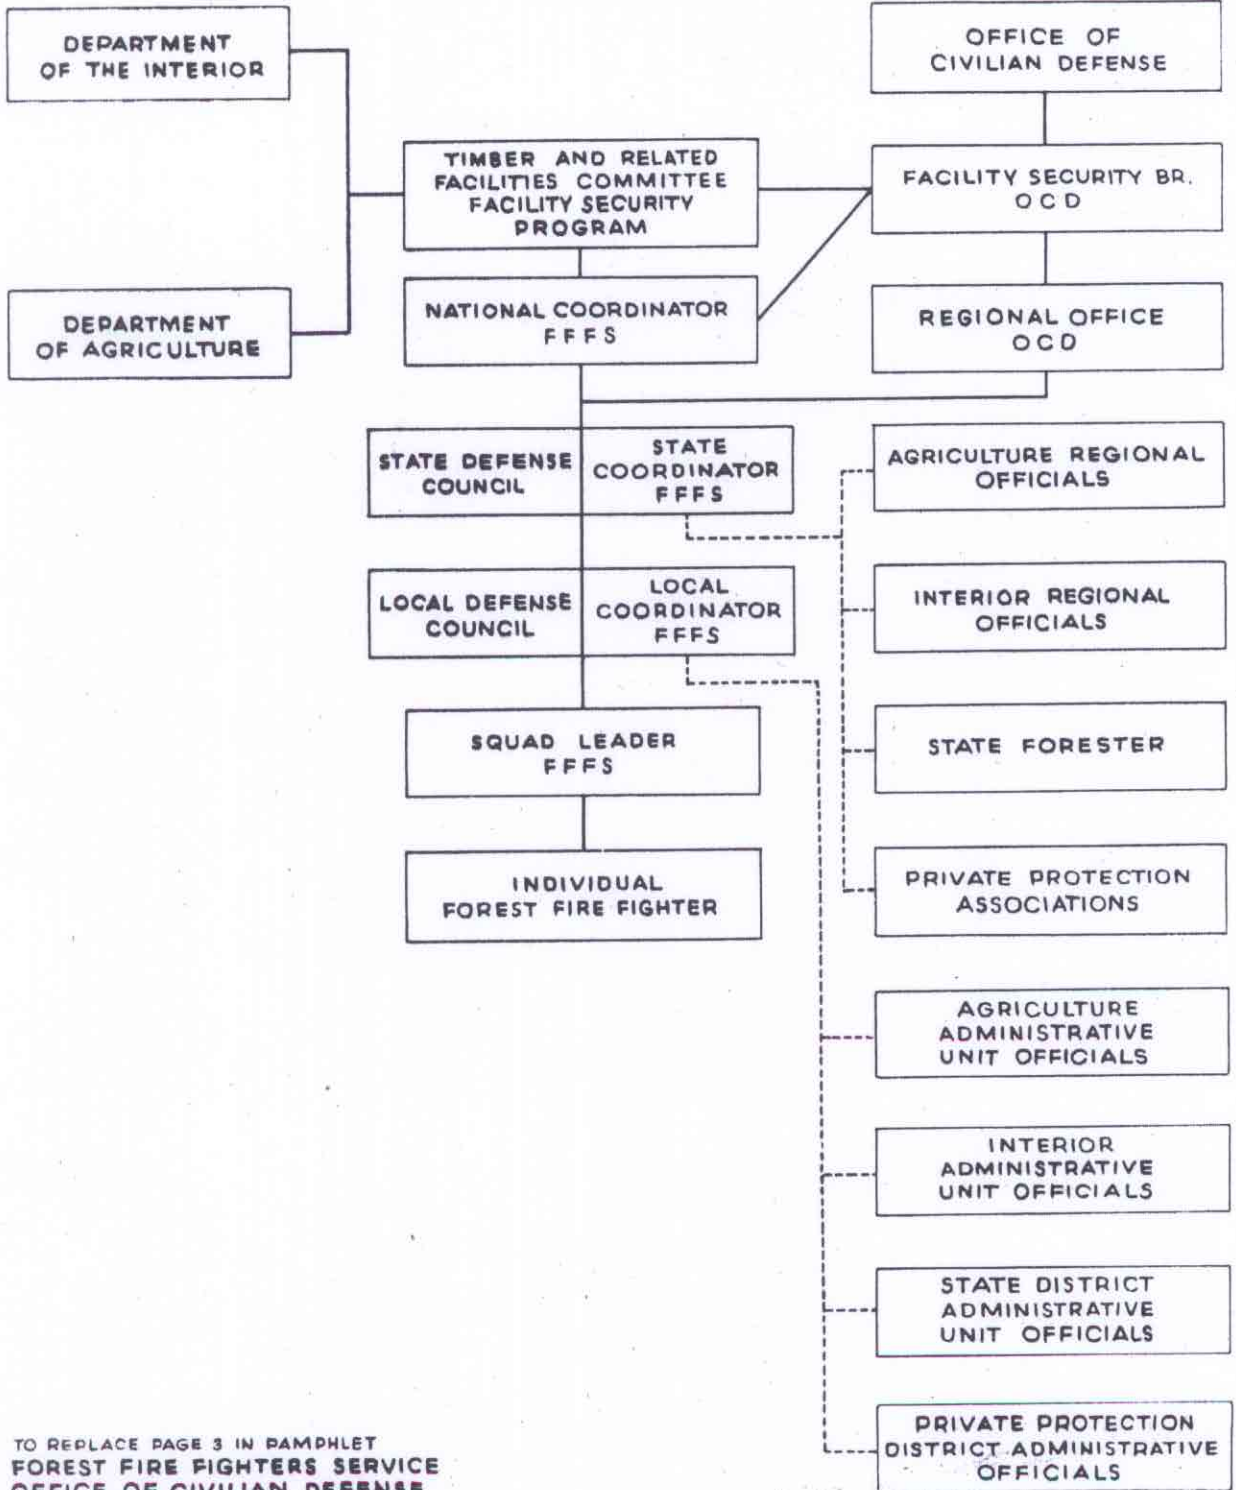 DEPARTMENT
OF THE INTERIOR
OFFICE OF
CIVILIAN DEFENSE
TIMBER AND RELATED
FACILITIES COMMITTEE
FACILITY SECURITY
PROGRAM
FACILITY SECURITY BR.
OCD
DEPARTMENT
OF AGRICULTURE
NATIONAL COORDINATOR
FFFS
REGIONAL OFFICE
OCD
STATE DEFENSE
COUNCIL
STATE
COORDINATOR
FFFS
AGRICULTURE REGIONAL
OFFICIALS
LOCAL DEFENSE
COUNCIL
LOCAL
COORDINATOR
FFFS
INTERIOR REGIONAL
OFFICIALS
SQUAD LEADER
FFFS
STATE FORESTER
INDIVIDUAL
FOREST FIRE FIGHTER
PRIVATE PROTECTION
ASSOCIATIONS
AGRICULTURE
ADMINISTRATIVE
UNIT OFFICIALS
INTERIOR
ADMINISTRATIVE
UNIT OFFICIALS
STATE DISTRICT
ADMINISTRATIVE
UNIT OFFICIALS
PRIVATE PROTECTION
DISTRICT ADMINISTRATIVE
OFFICIALS
TO REPLACE PAGE 3 IN PAMPHLET
FOREST FIRE FIGHTERS SERVICE
OFFICE OF CIVILIAN DEFENSE